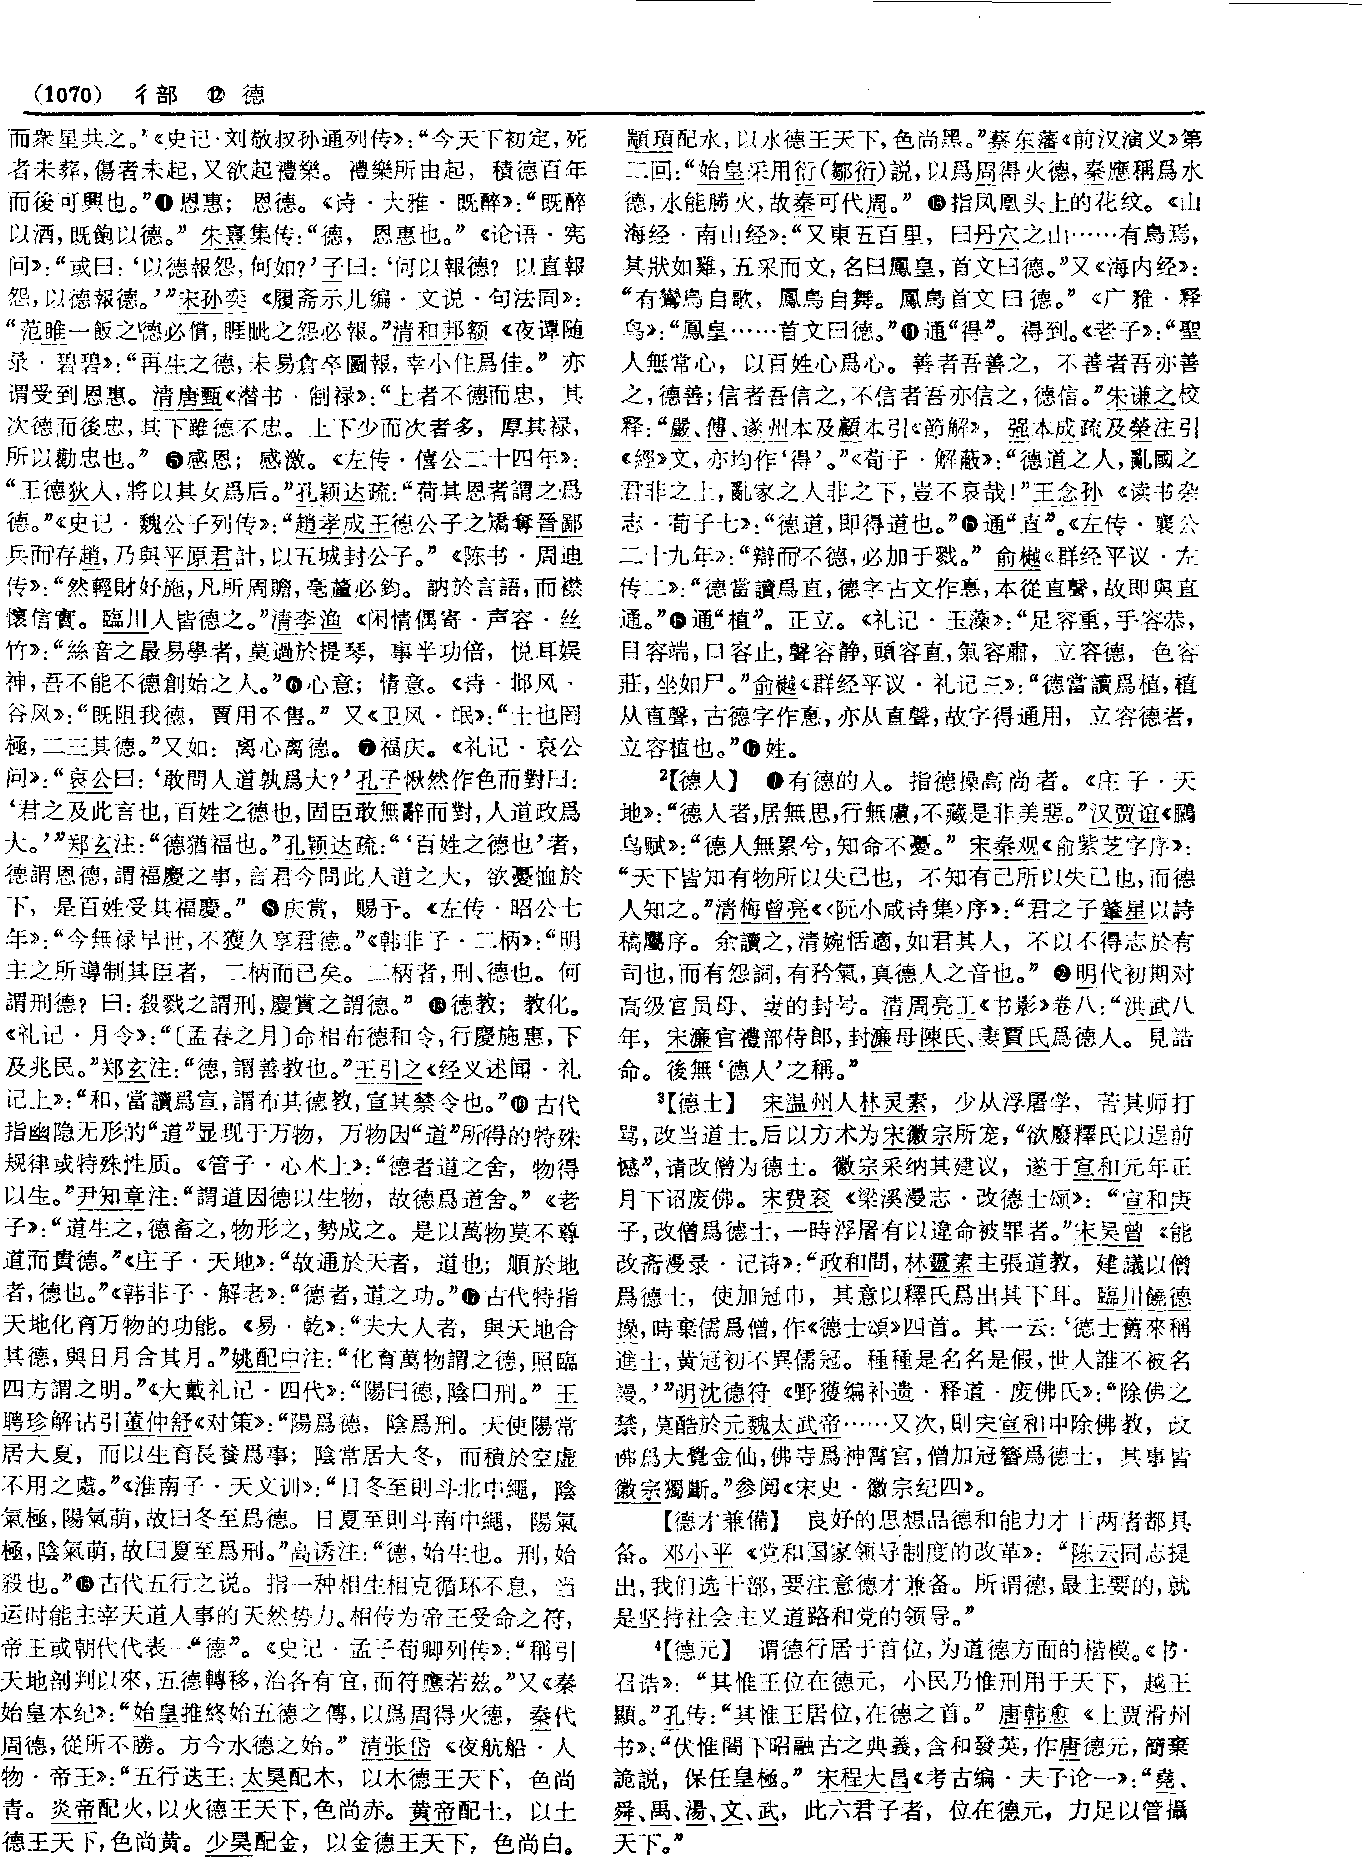 （1070） 彳部 ⑫ 德
而衆星共之。’《史记·刘敬叔孙通列传》：“今天下初定，死
者未葬，傷者未起，又欲起禮樂。禮樂所由起，積德百年
而後可興也。”❹恩惠；恩德。《诗·大雅·既醉》：“既醉
以酒，既飽以德。”朱熹集传：“德，恩惠也。”《论语·宪
问》：“或曰：‘以德報怨，何如？’子曰：‘何以報德？以直報
怨，以德報德。’”宋孙奕《履斋示儿编·文说·句法同》：
“范雎一飯之德必償，睚眦之怨必報。”清和邦额《夜谭随
录·碧碧》：“再生之德，未易倉卒圖報，幸小住爲佳。”亦
谓受到恩惠。清唐甄《潜书·制禄》：“上者不德而忠，其
次德而後忠，其下雖德不忠。上下少而次者多，厚其禄，
所以勸忠也。”❺感恩；感激。《左传·僖公二十四年》：
“王德狄人，將以其女爲后。”孔颖达疏：“荷其恩者謂之爲
德。”《史记·魏公子列传》：“趙孝成王德公子之矯奪晉鄙
兵而存趙，乃與平原君計，以五城封公子。”《陈书·周迪
传》：“然輕財好施，凡所周贍，毫釐必鈞。訥於言語，而襟
懷信實。臨川人皆德之。”清李渔《闲情偶寄·声容·丝
竹》：“絲音之最易學者，莫過於提琴，事半功倍，悦耳娱
神，吾不能不德創始之人。”❻心意；情意。《诗·邶风·
谷风》：“既阻我德，賈用不售。”又《卫风·氓》：“士也罔
極，二三其德。”又如：离心离德。❼福庆。《礼记·哀公
问》：“哀公曰：‘敢問人道孰爲大？’孔子愀然作色而對曰：
‘君之及此言也，百姓之德也，固臣敢無辭而對，人道政爲
大。’”郑玄注：“德猶福也。”孔颖达疏：“‘百姓之德也’者，
德謂恩德，謂福慶之事，言君今問此人道之大，欲憂恤於
下，是百姓受其福慶。”❽庆赏，赐予。《左传·昭公七
年》：“今無禄早世，不獲久享君德。”《韩非子·二柄》：“明
主之所導制其臣者，二柄而已矣。二柄者，刑、德也。何
謂刑德？曰：殺戮之謂刑，慶賞之謂德。”❾德教；教化。
《礼记·月令》：“〔孟春之月〕命相布德和令，行慶施惠，下
及兆民。”郑玄注：“德，謂善教也。”王引之《经义述闻·礼
记上》：“和，當讀爲宣，謂布其德教，宣其禁令也。”❿古代
指幽隐无形的“道”显现于万物，万物因“道”所得的特殊
规律或特殊性质。《管子·心术上》：“德者道之舍，物得
以生。”尹知章注：“謂道因德以生物，故德爲道舍。”《老
子》：“道生之，德畜之，物形之，勢成之。是以萬物莫不尊
道而貴德。”《庄子·天地》：“故通於天者，道也；順於地
者，德也。”《韩非子·解老》：“德者，道之功。”⓫古代特指
天地化育万物的功能。《易·乾》：“夫大人者，與天地合
其德，與日月合其月。”姚配中注：“化育萬物謂之德，照臨
四方謂之明。”《大戴礼记·四代》：“陽曰德，陰曰刑。”王
聘珍解诂引董仲舒《对策》：“陽爲德，陰爲刑。天使陽常
居大夏，而以生育長養爲事；陰常居大冬，而積於空虚
不用之處。”《淮南子·天文训》：“日冬至則斗北中繩，陰
氣極，陽氣萌，故曰冬至爲德。日夏至則斗南中繩，陽氣
極，陰氣萌，故曰夏至爲刑。”高诱注：“德，始生也。刑，始
殺也。”⓬古代五行之说。指一种相生相克循环不息，当
运时能主宰天道人事的天然势力。相传为帝王受命之符，
帝王或朝代代表一“德”。《史记·孟子荀卿列传》：“稱引
天地剖判以來，五德轉移，治各有宜，而符應若兹。”又《秦
始皇本纪》：“始皇推終始五德之傳，以爲周得火德，秦代
周德，從所不勝。方今水德之始。”清张岱《夜航船·人
物·帝王》：“五行迭王：太昊配木，以木德王天下，色尚
青。炎帝配火，以火德王天下，色尚赤。黄帝配土，以土
德王天下，色尚黄。少昊配金，以金德王天下，色尚白。
顓頊配水，以水德王天下，色尚黑。”蔡东藩《前汉演义》第
二回：“始皇采用衍（鄒衍）説，以爲周得火德，秦應稱爲水
德，水能勝火，故秦可代周。”⓭指凤凰头上的花纹。《山
海经·南山经》：“又東五百里，曰丹穴之山……有鳥焉，
其狀如雞，五采而文，名曰鳳皇，首文曰德。”又《海内经》：
“有鸞鳥自歌，鳳鳥自舞。鳳鳥首文曰德。”《广雅·释
鸟》：“鳳皇……首文曰德。”⓮通“得”。得到。《老子》：“聖
人無常心，以百姓心爲心。善者吾善之，不善者吾亦善
之，德善；信者吾信之，不信者吾亦信之，德信。”朱谦之校
释：“嚴、傅、遂州本及顧本引《節解》，强本成疏及榮注引
《經》文，亦均作‘得’。”《荀子·解蔽》：“德道之人，亂國之
君非之上，亂家之人非之下，豈不哀哉！”王念孙《读书杂
志·荀子七》：“德道，即得道也。”⓯通“直”。《左传·襄公
二十九年》：“辯而不德，必加于戮。”俞樾《群经平议·左
传二》：“德當讀爲直，德字古文作悳，本從直聲，故即與直
通。”⓰通“植”。正立。《礼记·玉藻》：“足容重，手容恭，
目容端，口容止，聲容静，頭容直，氣容肅，立容德，色容
莊，坐如尸。”俞樾《群经平议·礼记三》：“德當讀爲植，植
从直聲，古德字作悳，亦从直聲，故字得通用，立容德者，
立容植也。”⓱姓。
²【德人】 ❶有德的人。指德操高尚者。《庄子·天
地》：“德人者，居無思，行無慮，不藏是非美惡。”汉贾谊《鵩
鸟赋》：“德人無累兮，知命不憂。”宋秦观《俞紫芝字序》：
“天下皆知有物所以失己也，不知有己所以失己也，而德
人知之。”清梅曾亮《〈阮小咸诗集〉序》：“君之子肇星以詩
稿屬序。余讀之，清婉恬適，如君其人，不以不得志於有
司也，而有怨詞，有矜氣，真德人之音也。”❷明代初期对
高级官员母、妻的封号。清周亮工《书影》卷八：“洪武八
年，宋濂官禮部侍郎，封濂母陳氏、妻賈氏爲德人。見誥
命。後無‘德人’之稱。”
³【德士】 宋温州人林灵素，少从浮屠学，苦其师打
骂，改当道士。后以方术为宋徽宗所宠，“欲廢釋氏以逞前
憾”，请改僧为德士。徽宗采纳其建议，遂于宣和元年正
月下诏废佛。宋费衮《梁溪漫志·改德士颂》：“宣和庚
子，改僧爲德士，一時浮屠有以違命被罪者。”宋吴曾《能
改斋漫录·记诗》：“政和間，林靈素主張道教，建議以僧
爲德士，使加冠巾，其意以釋氏爲出其下耳。臨川饒德
操，時棄儒爲僧，作《德士頌》四首。其一云：‘德士舊來稱
進士，黄冠初不異儒冠。種種是名名是假，世人誰不被名
謾。’”明沈德符《野獲编补遗·释道·废佛氏》：“除佛之
禁，莫酷於元魏太武帝……又次，則宋宣和中除佛教，改
佛爲大覺金仙，佛寺爲神霄宫，僧加冠簪爲德士，其事皆
徽宗獨斷。”参阅《宋史·徽宗纪四》。
【德才兼備】 良好的思想品德和能力才干两者都具
备。邓小平《党和国家领导制度的改革》：“陈云同志提
出，我们选干部，要注意德才兼备。所谓德，最主要的，就
是坚持社会主义道路和党的领导。”
⁴【德元】 谓德行居于首位，为道德方面的楷模。《书·
召诰》：“其惟王位在德元，小民乃惟刑用于天下，越王
顯。”孔传：“其惟王居位，在德之首。”唐韩愈《上贾滑州
书》：“伏惟閤下昭融古之典義，含和發英，作唐德元，簡棄
詭説，保任皇極。”宋程大昌《考古编·夫子论一》：“堯、
舜、禹、湯、文、武，此六君子者，位在德元，力足以管攝
天下。”